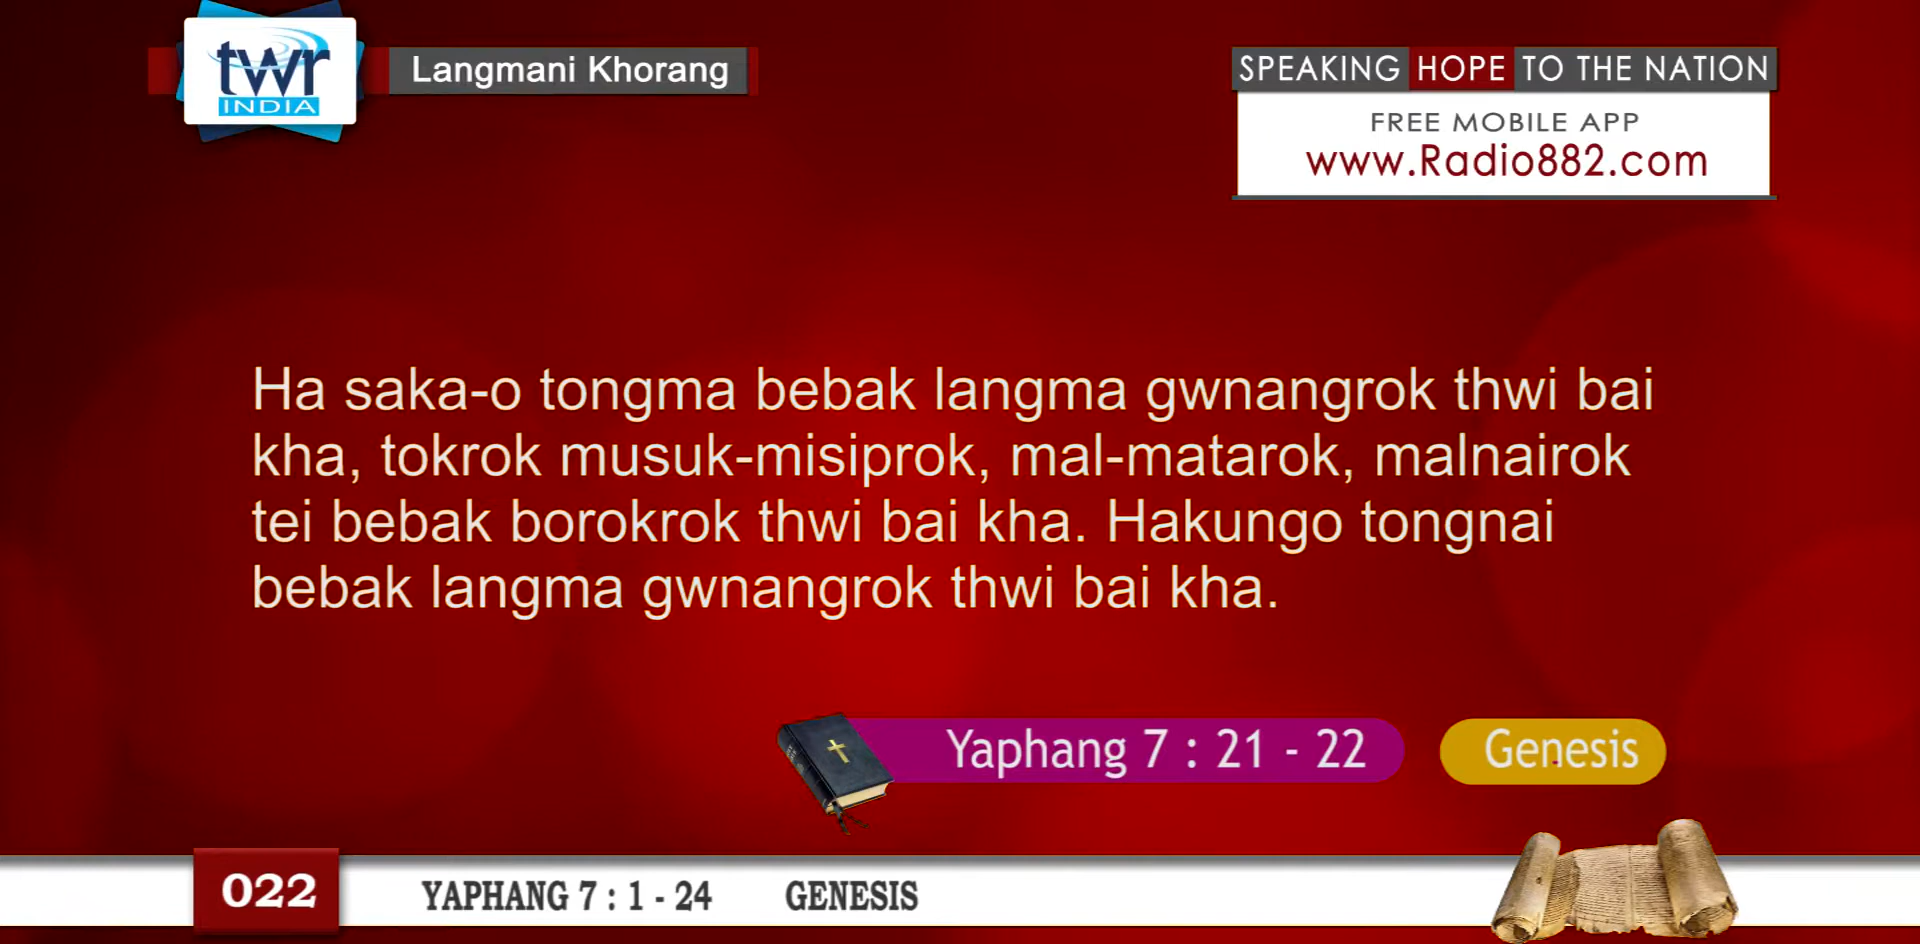 twr
INDIA
Langmani Khorang
SPEAKING HOPE TO THE NATION
FREE MOBILE APP
www.Radio882.com
Ha saka-o tongma bebak langma gwnangrok thwi bai
kha, tokrok musuk-misiprok, mal-matarok, malnairok
tei bebak borokrok thwi bai kha. Hakungo tongnai
bebak langma gwnangrok thwi bai kha.
Yaphang 7 : 21 - 22
Genesis
022
YAPHANG 7 : 1 - 24 GENESIS